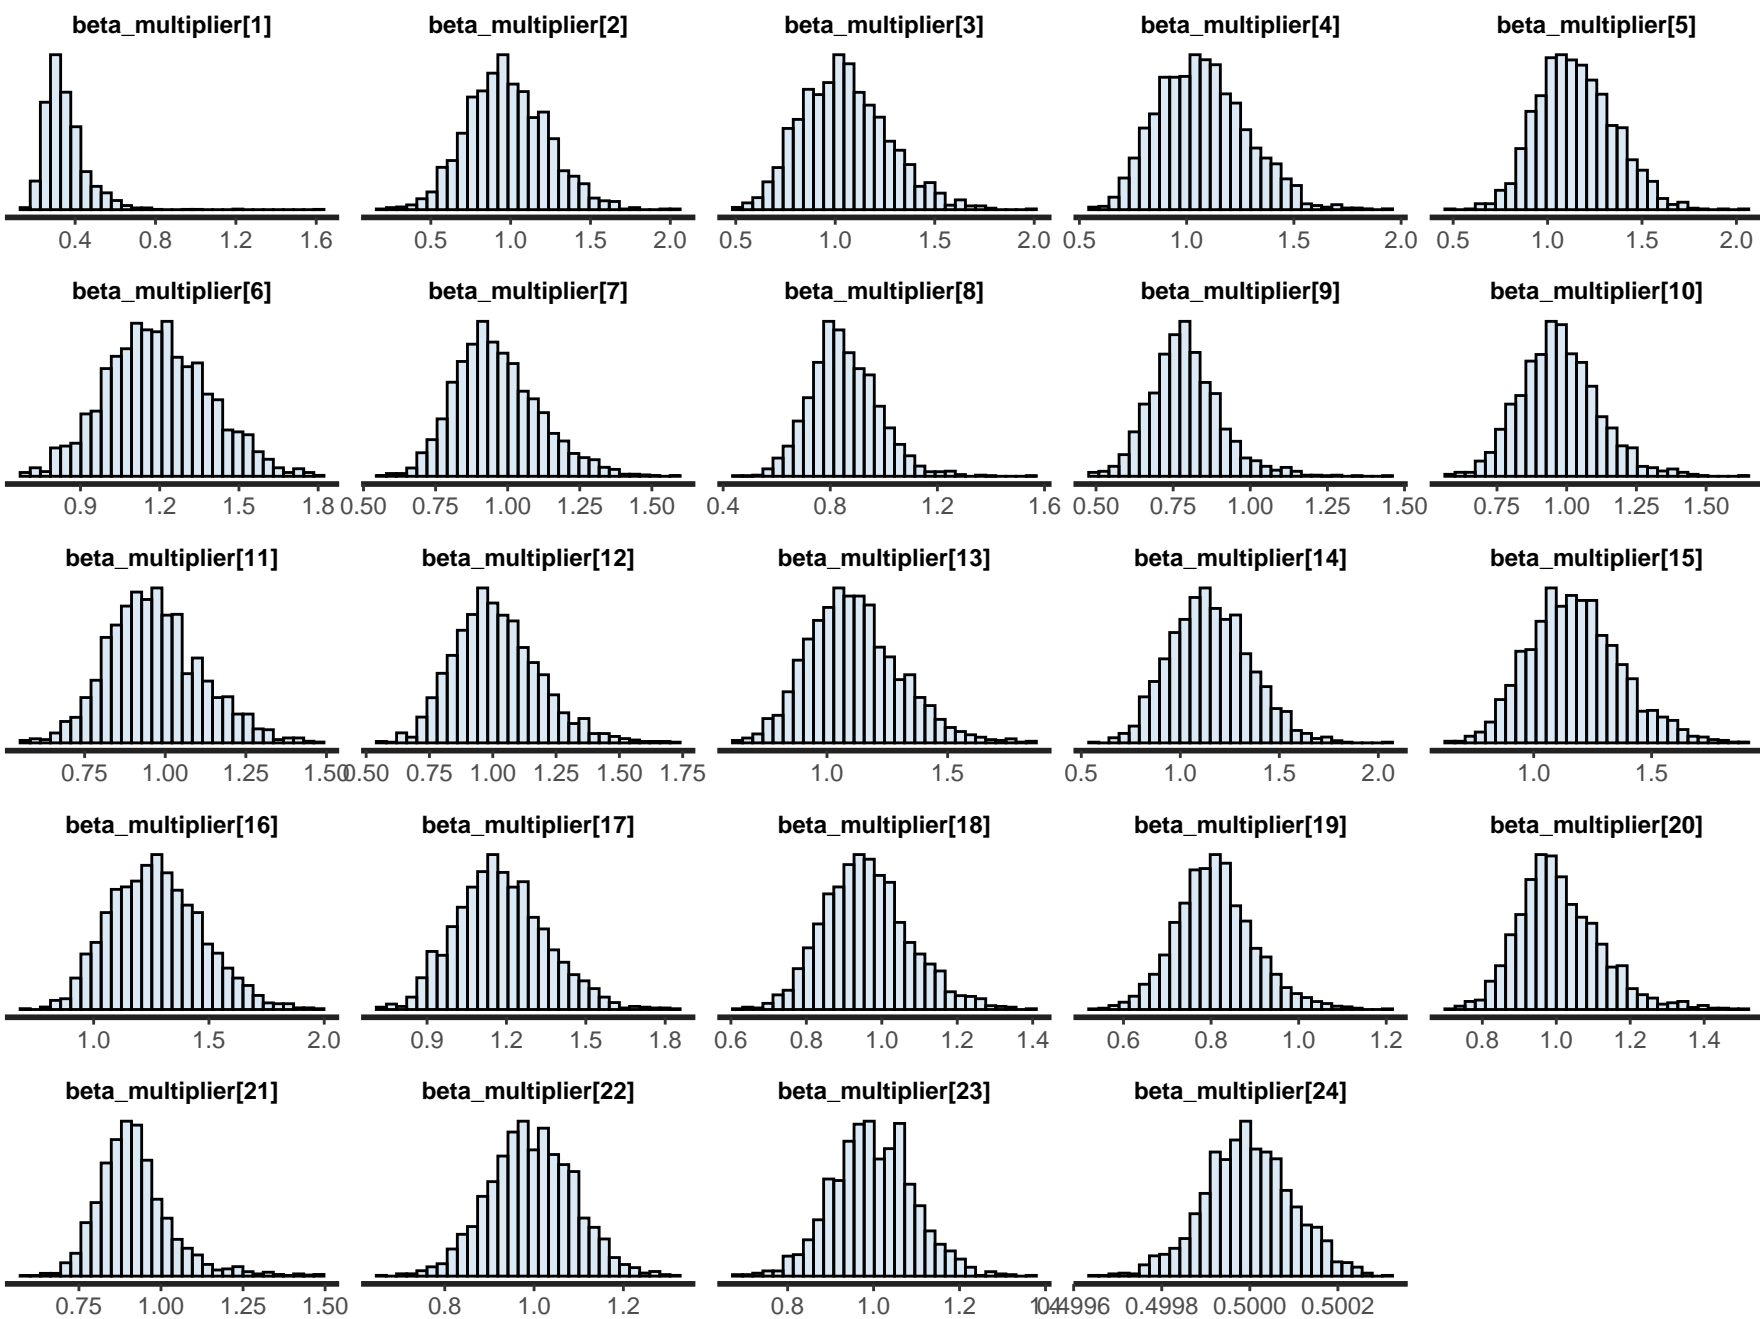 beta_multiplier[1] beta_multiplier[2] beta_multiplier[3] beta_multiplier[4] beta_multiplier[5]
0.4 0.8 1.2 1.6 0.5 1.0 1.5 2.0 0.5 1.0 1.5 2.0 0.5 1.0 1.5 2.0 0.5 1.0 1.5 2.0
beta_multiplier[6] beta_multiplier[7] beta_multiplier[8] beta_multiplier[9] beta_multiplier[10]
0.9 1.2 1.5 1.8 0.50 0.75 1.00 1.25 1.50 0.4 0.8 1.2 1.6 0.50 0.75 1.00 1.25 1.50 0.75 1.00 1.25 1.50
beta_multiplier[11] beta_multiplier[12] beta_multiplier[13] beta_multiplier[14] beta_multiplier[15]
0.75 1.00 1.25 1.50 0.50 0.75 1.00 1.25 1.50 1.75 1.0 1.5 0.5 1.0 1.5 2.0 1.0 1.5
beta_multiplier[16] beta_multiplier[17] beta_multiplier[18] beta_multiplier[19] beta_multiplier[20]
1.0 1.5 2.0 0.9 1.2 1.5 1.8 0.6 0.8 1.0 1.2 1.4 0.6 0.8 1.0 1.2 0.8 1.0 1.2 1.4
beta_multiplier[21] beta_multiplier[22] beta_multiplier[23] beta_multiplier[24]
0.75 1.00 1.25 1.50 0.8 1.0 1.2 0.8 1.0 1.2 1.4 0.4996 0.4998 0.5000 0.5002